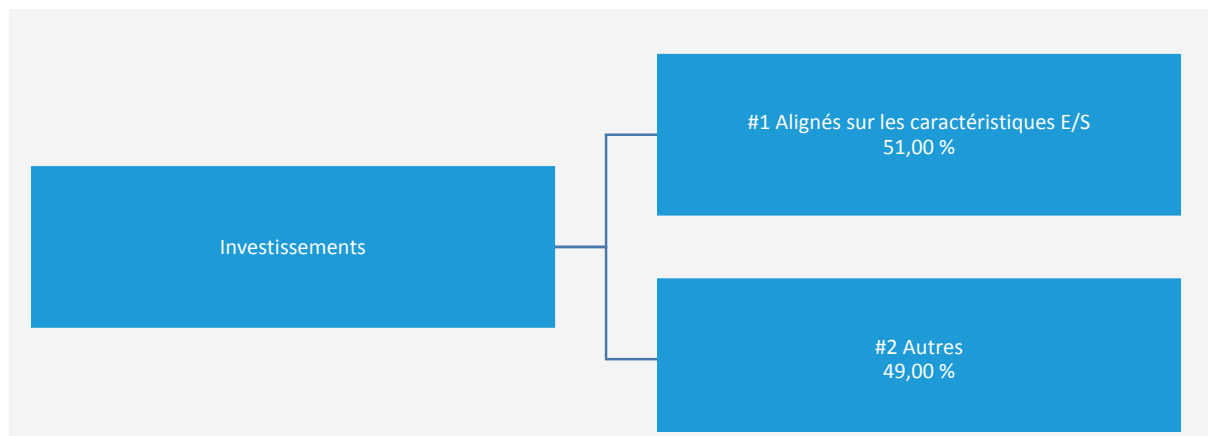 #1 Alignés sur les caractéristiques E/S
51,00 %
Investissements
#2 Autres
49,00 %